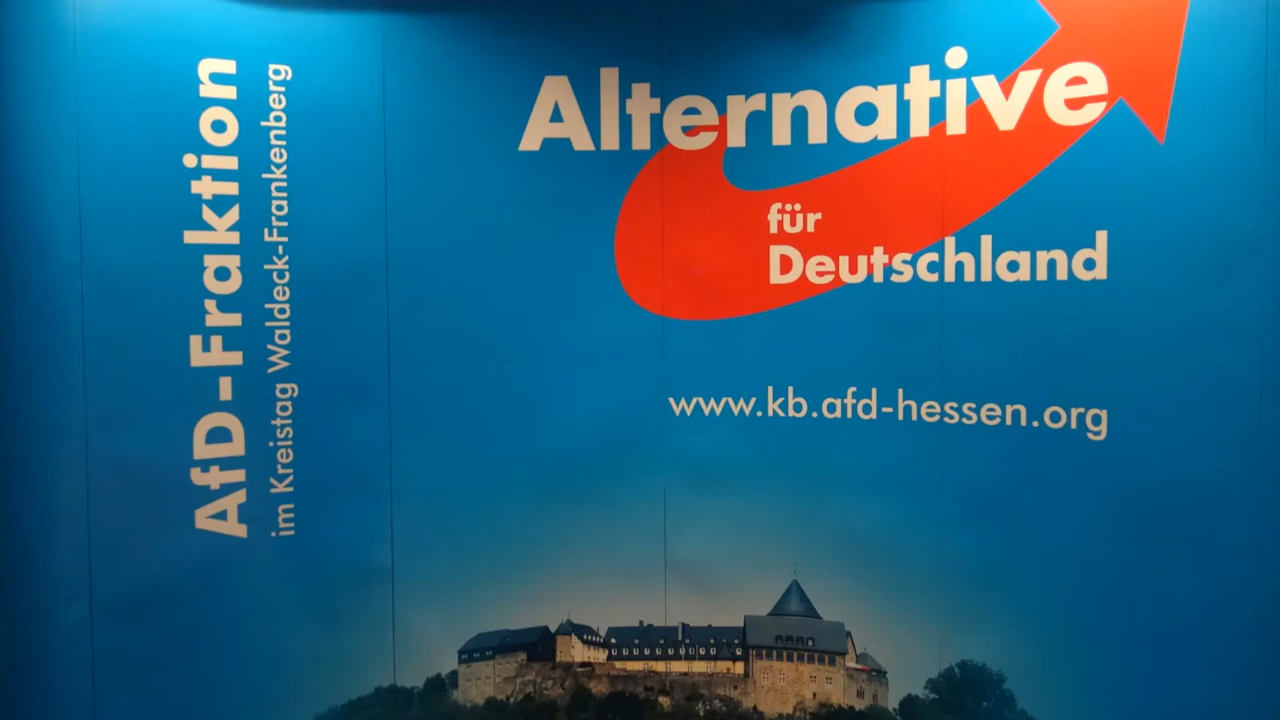 AfD-Fraktion
im Kreistag Waldeck-Frankenberg
Alternative
für
Deutschland
www.kb.afd-hessen.org